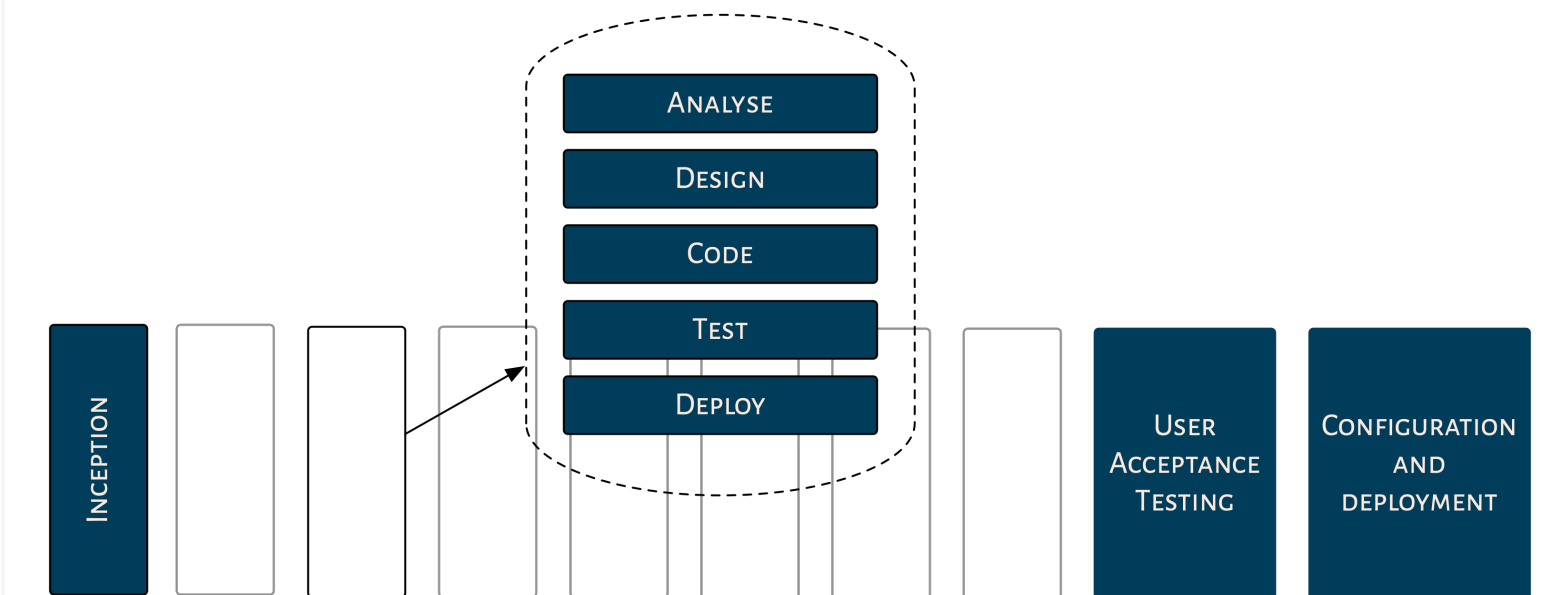 Analyse
Design
Code
Test
Deploy
Inception
User
Acceptance
Testing
Configuration
and
deployment